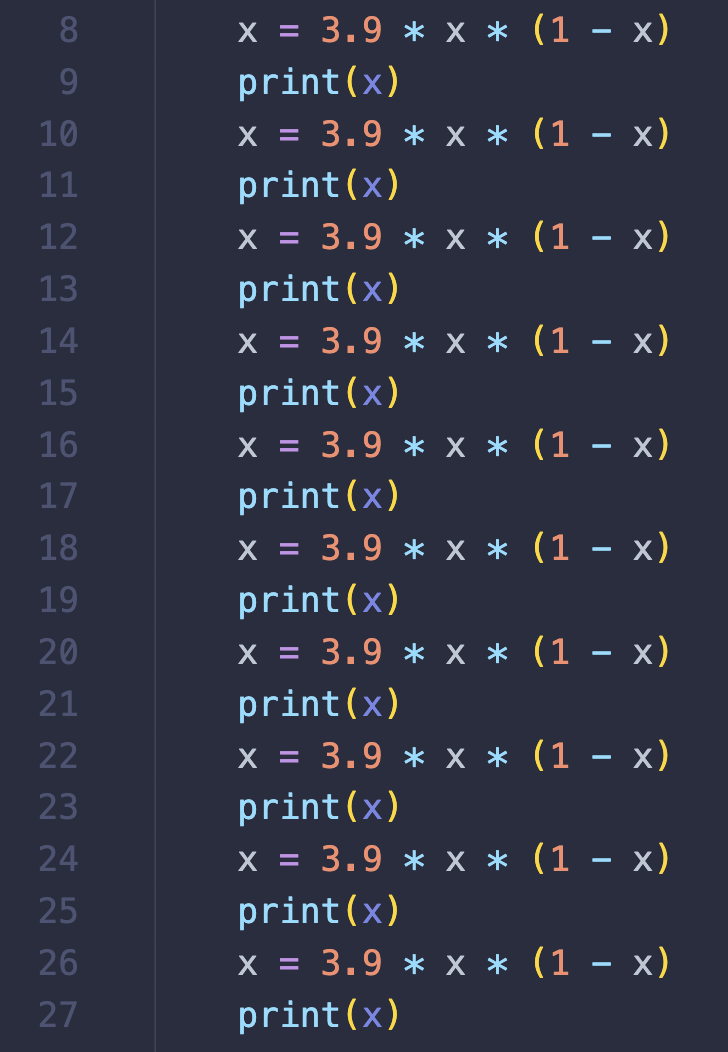 8 x = 3.9 * x * (1 - x)
9 print(x)
10 x = 3.9 * x * (1 - x)
11 print(x)
12 x = 3.9 * x * (1 - x)
13 print(x)
14 x = 3.9 * x * (1 - x)
15 print(x)
16 x = 3.9 * x * (1 - x)
17 print(x)
18 x = 3.9 * x * (1 - x)
19 print(x)
20 x = 3.9 * x * (1 - x)
21 print(x)
22 x = 3.9 * x * (1 - x)
23 print(x)
24 x = 3.9 * x * (1 - x)
25 print(x)
26 x = 3.9 * x * (1 - x)
27 print(x)